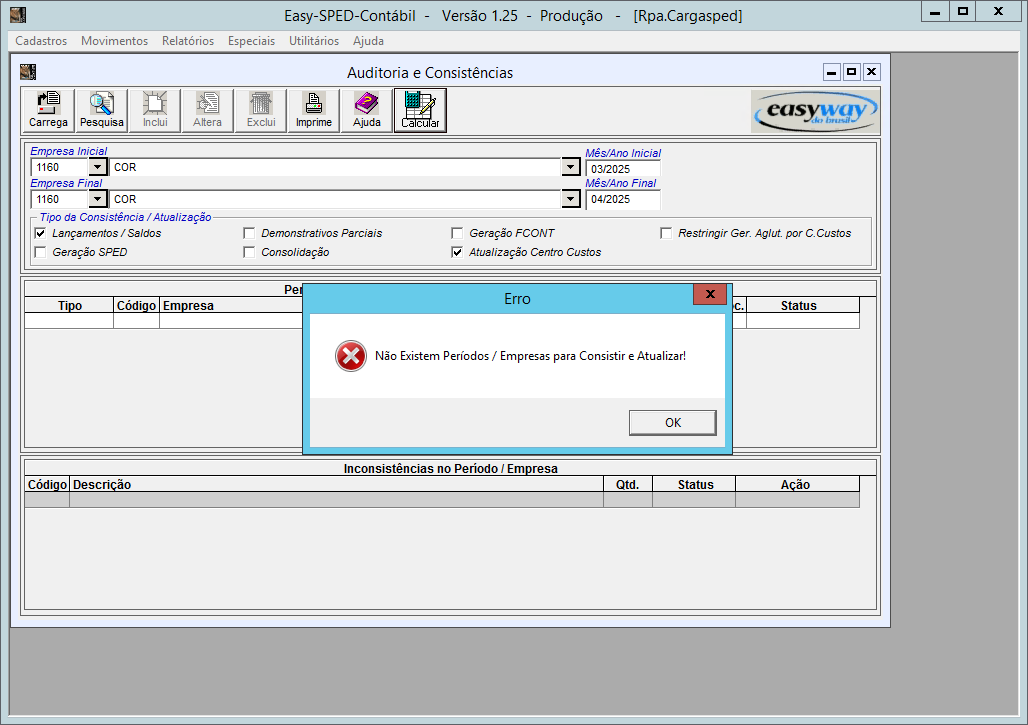 Easy-SPED-Contábil - Versão 1.25 - Produção - [Rpa.Cargasped]
Cadastros Movimentos Relatórios Especiais Utilitários Ajuda
Auditoria e Consistências
Carrega Pesquisa Inclui Altera Exclui Imprime Ajuda Calcular
easyway
do brasil
Empresa Inicial Mês/Ano Inicial
1160 COR 03/2025
Empresa Final Mês/Ano Final
1160 COR 04/2025
Tipo da Consistência / Atualização
Lançamentos / Saldos Demonstrativos Parciais Geração FCONT Restringir Ger. Aglut. por C.Custos
Geração SPED Consolidação Atualização Centro Custos
Tipo Código Empresa Status
Erro
Não Existem Períodos / Empresas para Consistir e Atualizar!
OK
Inconsistências no Período / Empresa
Código Descrição Qtd. Status Ação